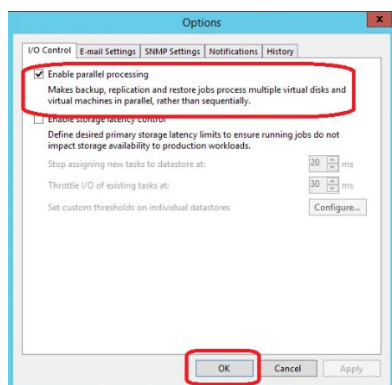 Options
x
I/O Control E-mail Settings SNMP Settings Notifications History
Enable parallel processing
Makes backup, replication and restore jobs process multiple virtual disks and
virtual machines in parallel, rather than sequentially.
Enable storage latency control
Define desired primary storage latency limits to ensure running jobs do not
impact storage availability to production workloads.
Stop assigning new tasks to datastore at: 20 ms
Throttle I/O of existing tasks at: 30 ms
Set custom thresholds on individual datastores Configure...
OK Cancel Apply